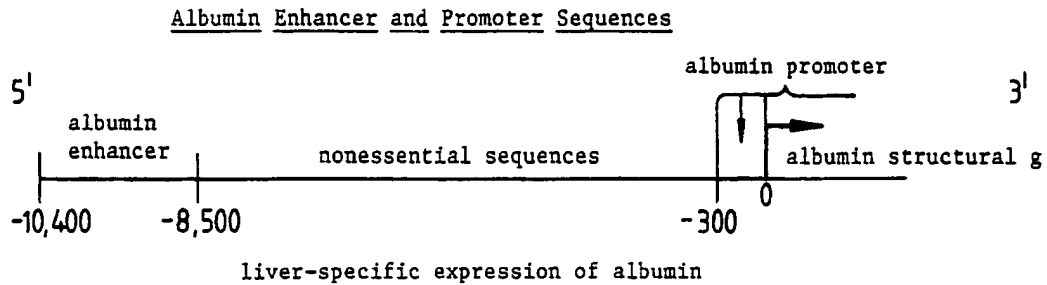 Albumin Enhancer and Promoter Sequences
albumin promoter
5' 3'
albumin
enhancer
nonessential sequences albumin structural g
-10,400 -8,500 -300 0
liver-specific expression of albumin